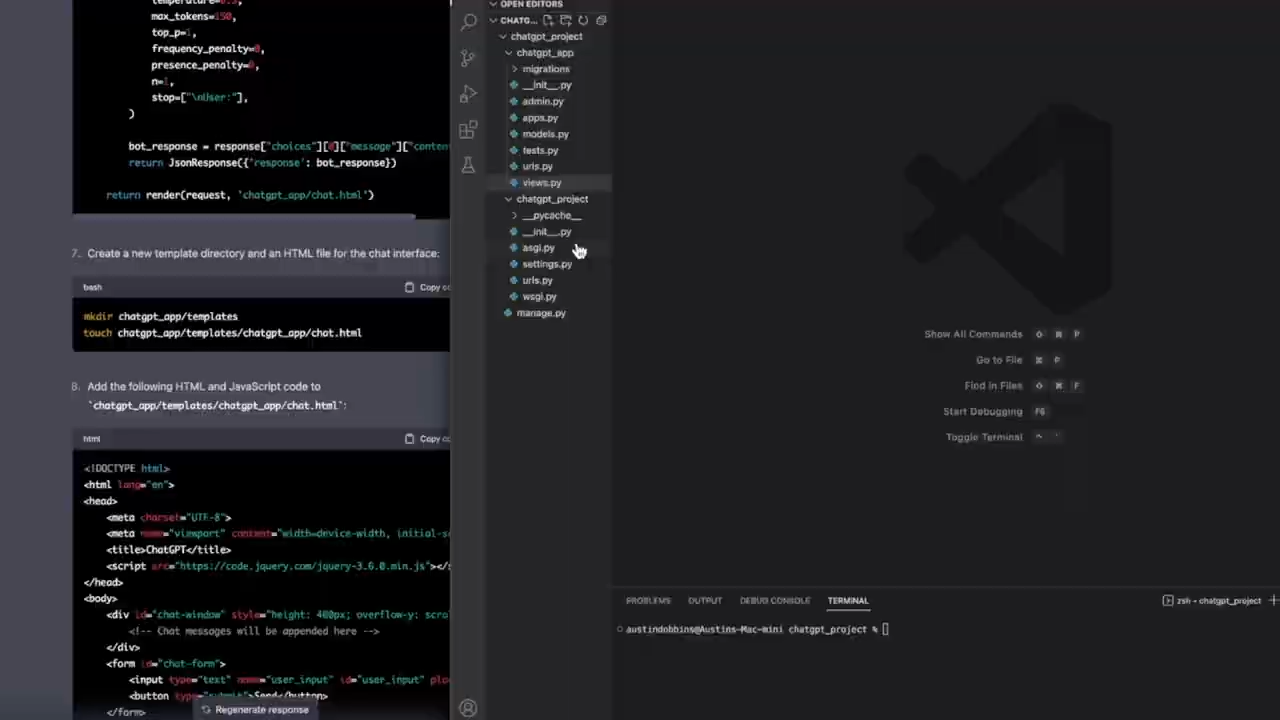 temperature=0.5,
max_tokens=150,
top_p=1,
frequency_penalty=0,
presence_penalty=0,
n=1,
stop=["\nUser:"],
)
bot_response = response["choices"][0]["message"]["conten
return JsonResponse({'response': bot_response})
return render(request, 'chatgpt_app/chat.html')
7. Create a new template directory and an HTML file for the chat interface:
bash
Copy co
mkdir chatgpt_app/templates
touch chatgpt_app/templates/chatgpt_app/chat.html
8. Add the following HTML and JavaScript code to
`chatgpt_app/templates/chatgpt_app/chat.html`:
html
Copy co
<!DOCTYPE html>
<html lang="en">
<head>
<meta charset="UTF-8">
<meta name="viewport" content="width=device-width, initial-s
<title>ChatGPT</title>
<script src="https://code.jquery.com/jquery-3.6.0.min.js"></s
</head>
<body>
<div id="chat-window" style="height: 400px; overflow-y: scro
<!-- Chat messages will be appended here -->
</div>
<form id="chat-form">
<input type="text" name="user_input" id="user_input" plac
<button type="submit">Send</button>
</form>
Regenerate response
OPEN EDITORS
CHATG...
chatgpt_project
chatgpt_app
migrations
__init__.py
admin.py
apps.py
models.py
tests.py
urls.py
views.py
chatgpt_project
__pycache__
__init__.py
asgi.py
settings.py
urls.py
wsgi.py
manage.py
Show All Commands ⇧ ⌘ P
Go to File ⌘ P
Find in Files ⇧ ⌘ F
Start Debugging F5
Toggle Terminal ⌃ `
PROBLEMS OUTPUT DEBUG CONSOLE TERMINAL
zsh - chatgpt_project
austindobbins@Austins-Mac-mini chatgpt_project %